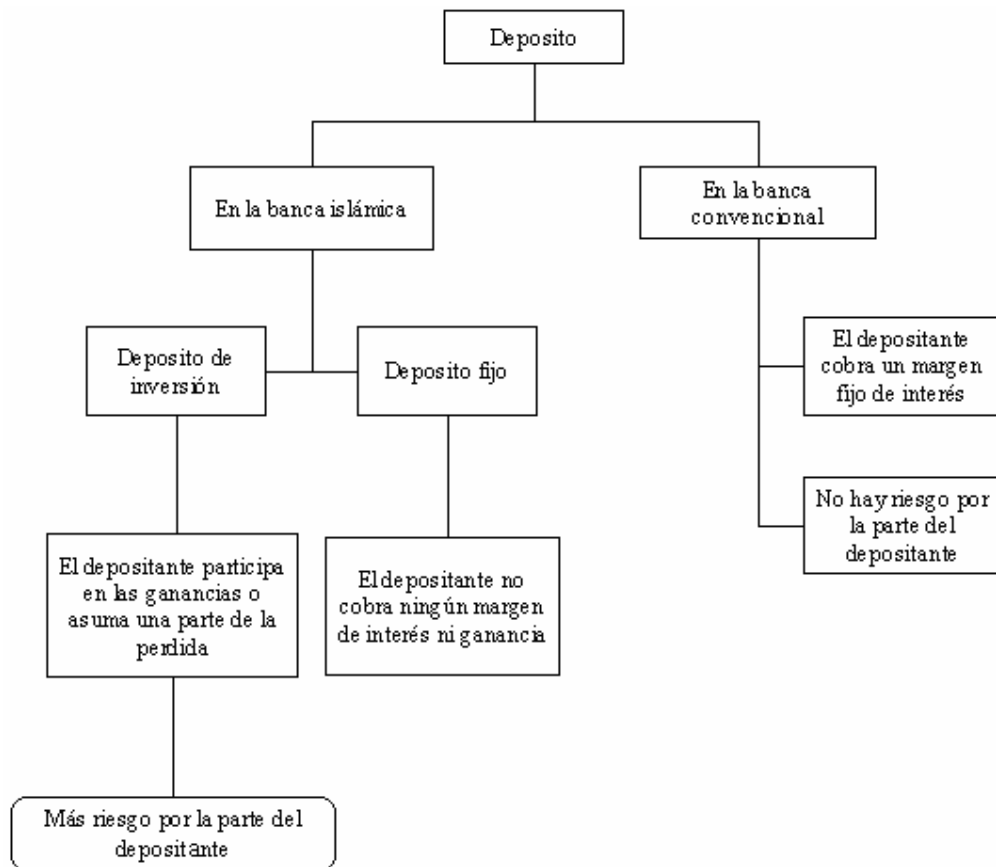 Deposito
En la banca islámica
En la banca
convencional
Deposito de
inversión
Deposito fijo
El depositante
cobra un margen
fijo de interés
No hay riesgo por
la parte del
depositante
El depositante participa
en las ganancias o
asuma una parte de la
perdida
El depositante no
cobra ningún margen
de interés ni ganancia
Más riesgo por la parte del
depositante